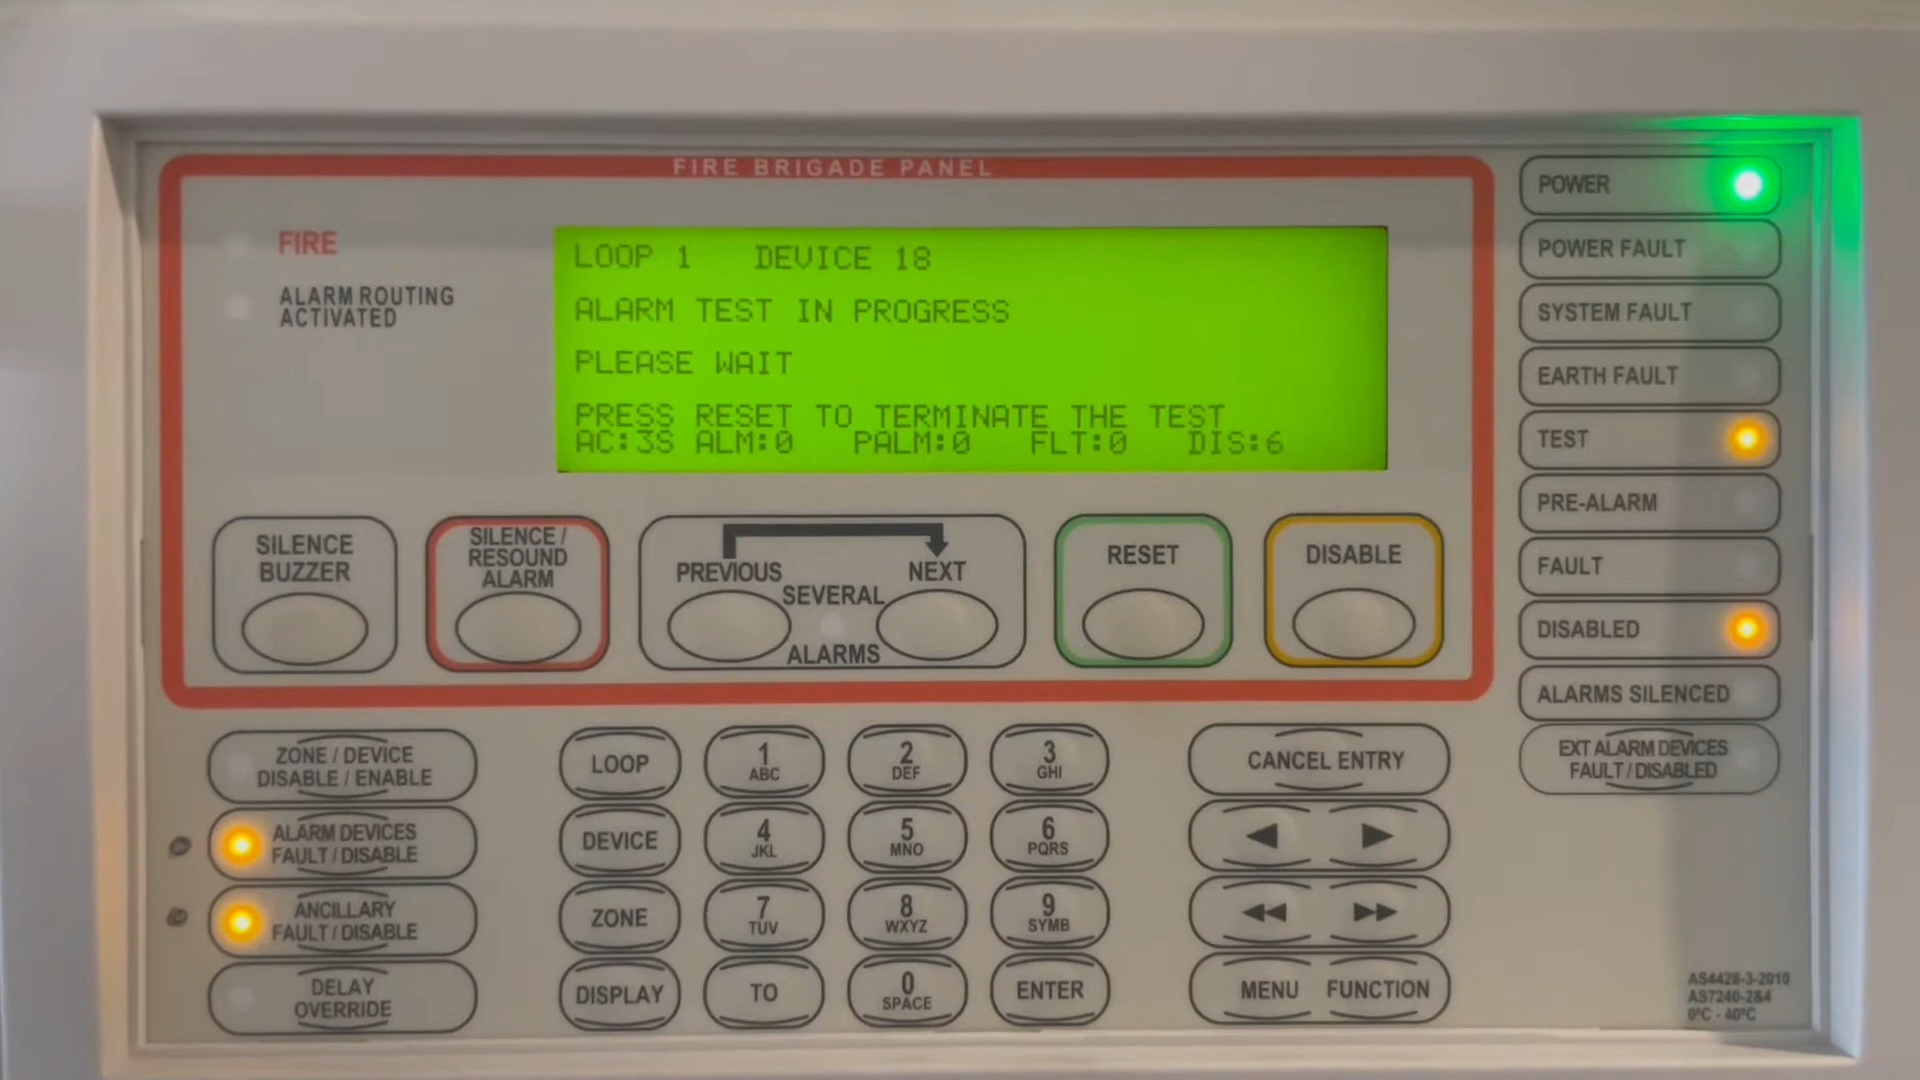 FIRE BRIGADE PANEL
FIRE
ALARM ROUTING
ACTIVATED
LOOP 1 DEVICE 18
ALARM TEST IN PROGRESS
PLEASE WAIT
PRESS RESET TO TERMINATE THE TEST
AC:3S ALM:0 PALM:0 FLT:0 DIS:6
SILENCE
BUZZER
SILENCE /
RESOUND
ALARM
PREVIOUS
NEXT
SEVERAL
ALARMS
RESET
DISABLE
POWER
POWER FAULT
SYSTEM FAULT
EARTH FAULT
TEST
PRE-ALARM
FAULT
DISABLED
ALARMS SILENCED
EXT ALARM DEVICES
FAULT / DISABLED
ZONE / DEVICE
DISABLE / ENABLE
ALARM DEVICES
FAULT / DISABLE
ANCILLARY
FAULT / DISABLE
DELAY
OVERRIDE
LOOP
1
ABC
2
DEF
3
GHI
DEVICE
4
JKL
5
MNO
6
PQRS
ZONE
7
TUV
8
WXYZ
9
SYMB
DISPLAY
TO
0
SPACE
ENTER
CANCEL ENTRY
MENU FUNCTION
AS4428-3-2010
AS7240-2&4
0ºC - 40ºC